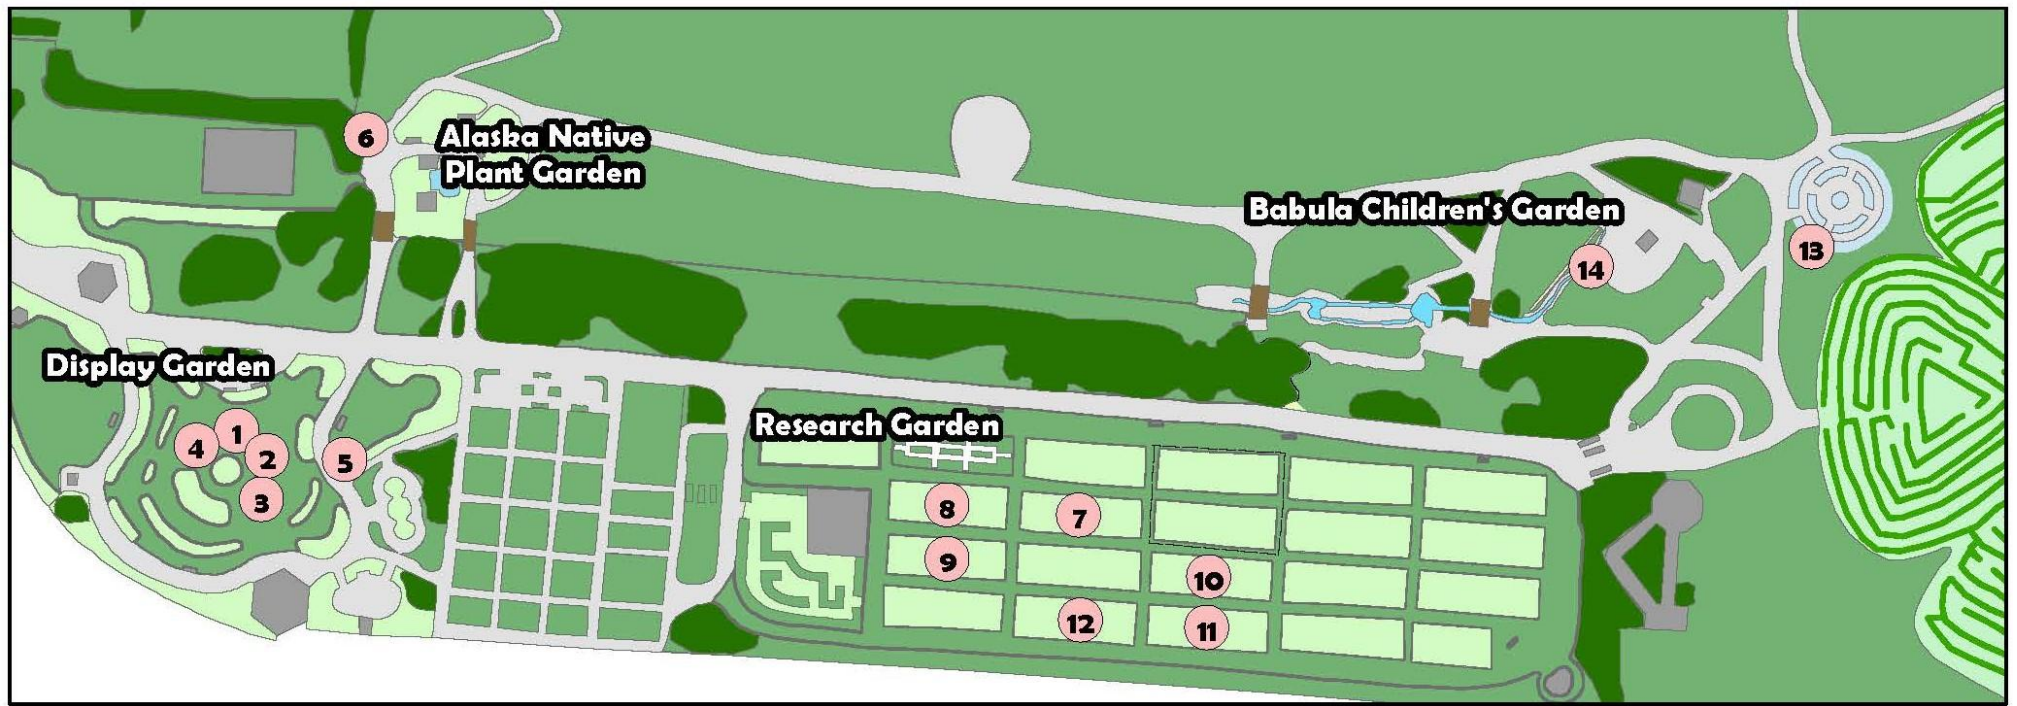 6
Alaska Native
Plant Garden
Babula Children's Garden
13
14
Display Garden
1
4
2
5
3
Research Garden
8
7
9
10
12
11